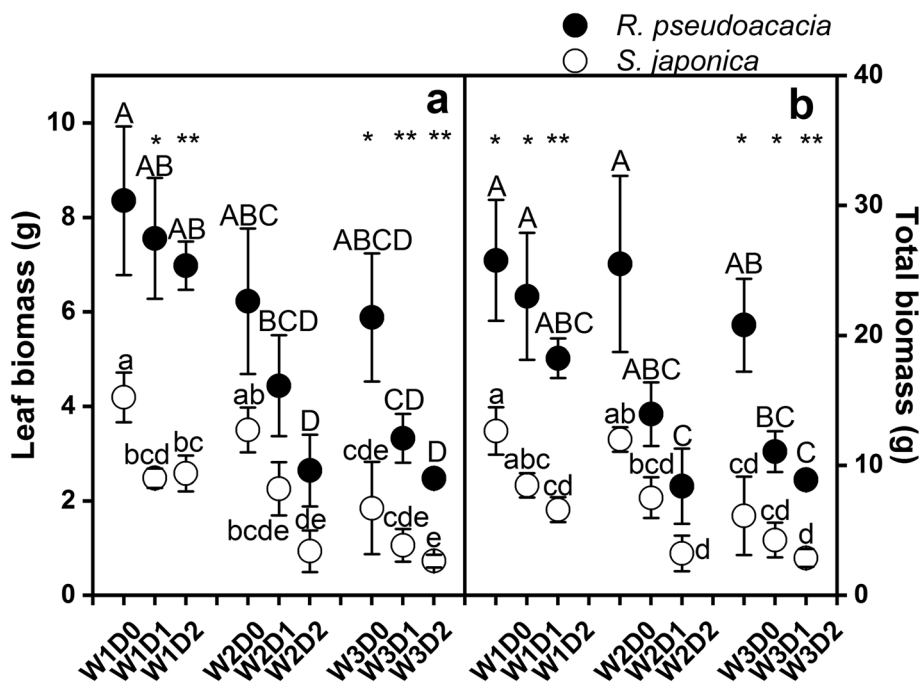 R. pseudoacacia
S. japonica
a
b
Leaf biomass (g)
Total biomass (g)
10
8
6
4
2
0
40
30
20
10
0
* ** * ** **
* * ** * * **
A AB AB ABC BCD D ABCD CD D
a bcd bc ab bcde de cde cde e
A A ABC A ABC C AB BC C
a abc cd ab bcd d cd cd d
W1D0 W1D1 W1D2 W2D0 W2D1 W2D2 W3D0 W3D1 W3D2
W1D0 W1D1 W1D2 W2D0 W2D1 W2D2 W3D0 W3D1 W3D2